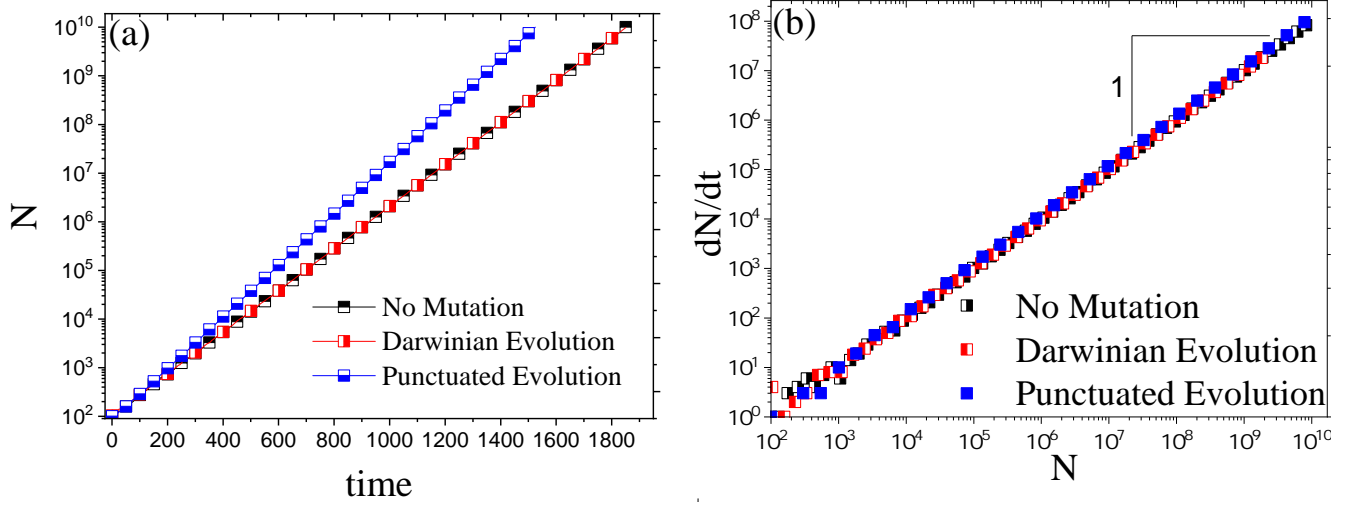 (a)
10^10
10^9
10^8
10^7
10^6
10^5
10^4
10^3
10^2
N
No Mutation
Darwinian Evolution
Punctuated Evolution
0 200 400 600 800 1000 1200 1400 1600 1800
time
(b)
10^8
10^7
10^6
10^5
10^4
10^3
10^2
10^1
10^0
dN/dt
1
No Mutation
Darwinian Evolution
Punctuated Evolution
10^2 10^3 10^4 10^5 10^6 10^7 10^8 10^9 10^10
N